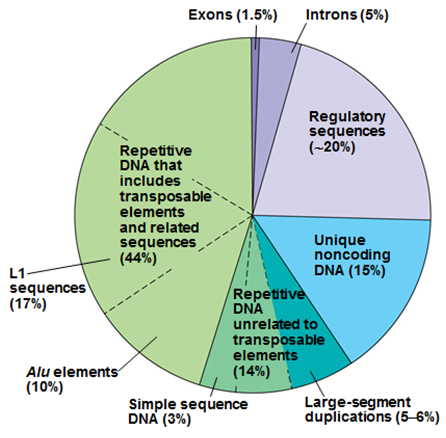 Exons (1.5%)
Introns (5%)
Regulatory
sequences
(~20%)
Unique
noncoding
DNA (15%)
Large-segment
duplications (5–6%)
Repetitive
DNA
unrelated to
transposable
elements
(14%)
Simple sequence
DNA (3%)
Alu elements
(10%)
L1
sequences
(17%)
Repetitive
DNA that
includes
transposable
elements
and related
sequences
(44%)